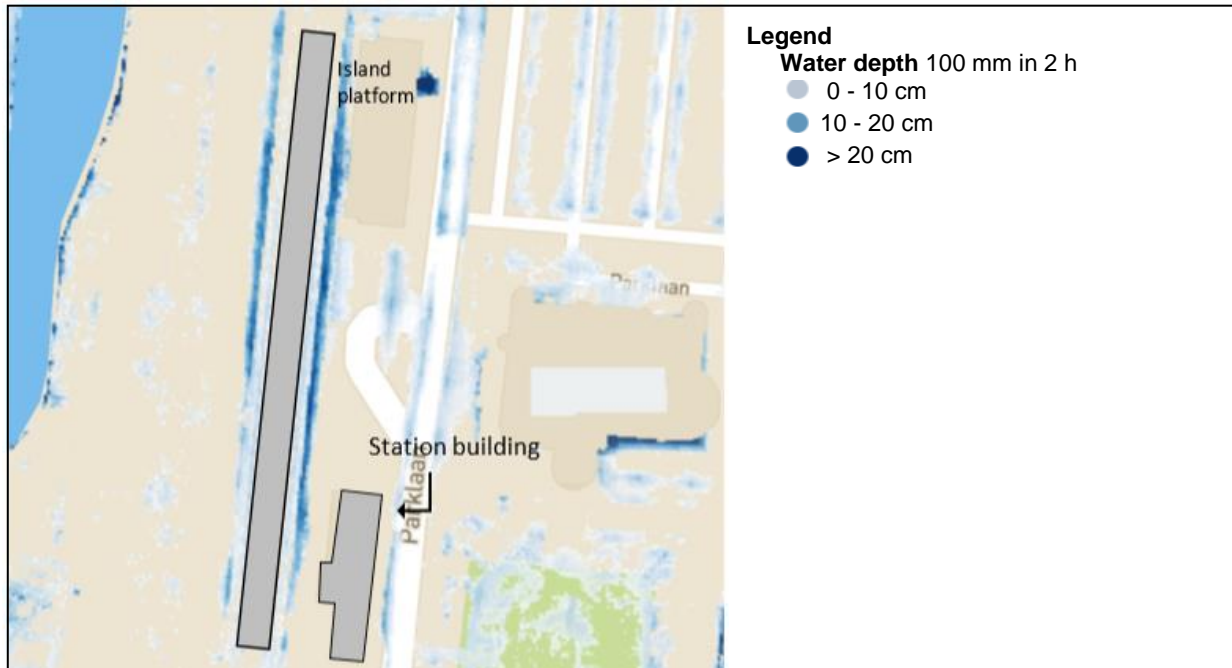 Legend
Water depth 100 mm in 2 h
0 - 10 cm
10 - 20 cm
> 20 cm
Island
platform
Parklaan
Station building
Parklaan